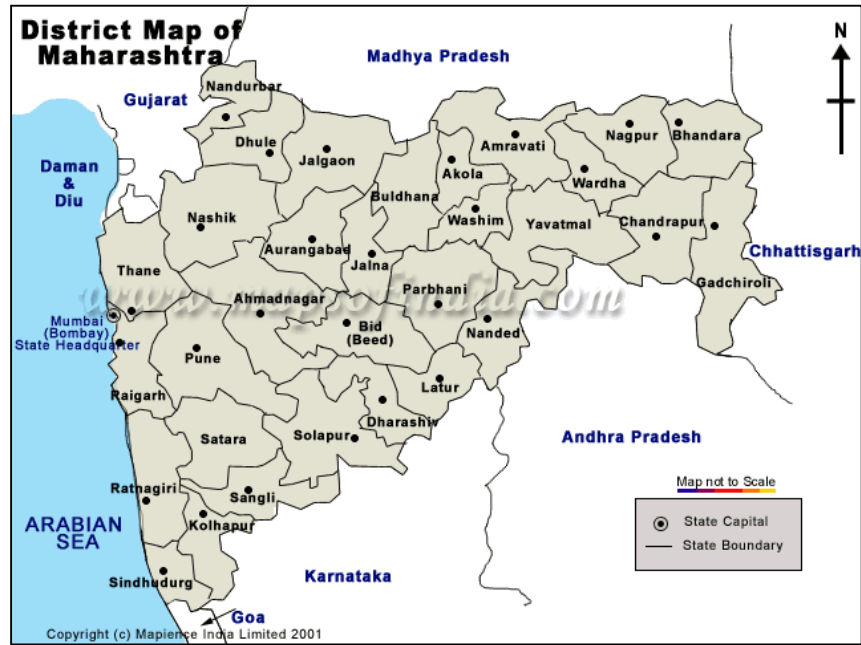 District Map of
Maharashtra
N
Madhya Pradesh
Nandurbar
Gujarat
Dhule
Jalgaon
Amravati
Nagpur
Bhandara
Daman
&
Diu
Akola
Wardha
Buldhana
Nashik
Washim
Yavatmal
Chandrapur
Aurangabad
Chhattisgarh
Thane
Jalna
Gadchiroli
Parbhani
www.mapsofindia.com
Ahmadnagar
Mumbai
(Bombay)
State Headquarter
Bid
(Beed)
Nanded
Pune
Raigarh
Latur
Dharashiv
Satara
Solapur
Andhra Pradesh
Map not to Scale
Ratnagiri
Sangli
ARABIAN
SEA
Kolhapur
State Capital
State Boundary
Sindhudurg
Karnataka
Goa
Copyright (c) Mapience India Limited 2001